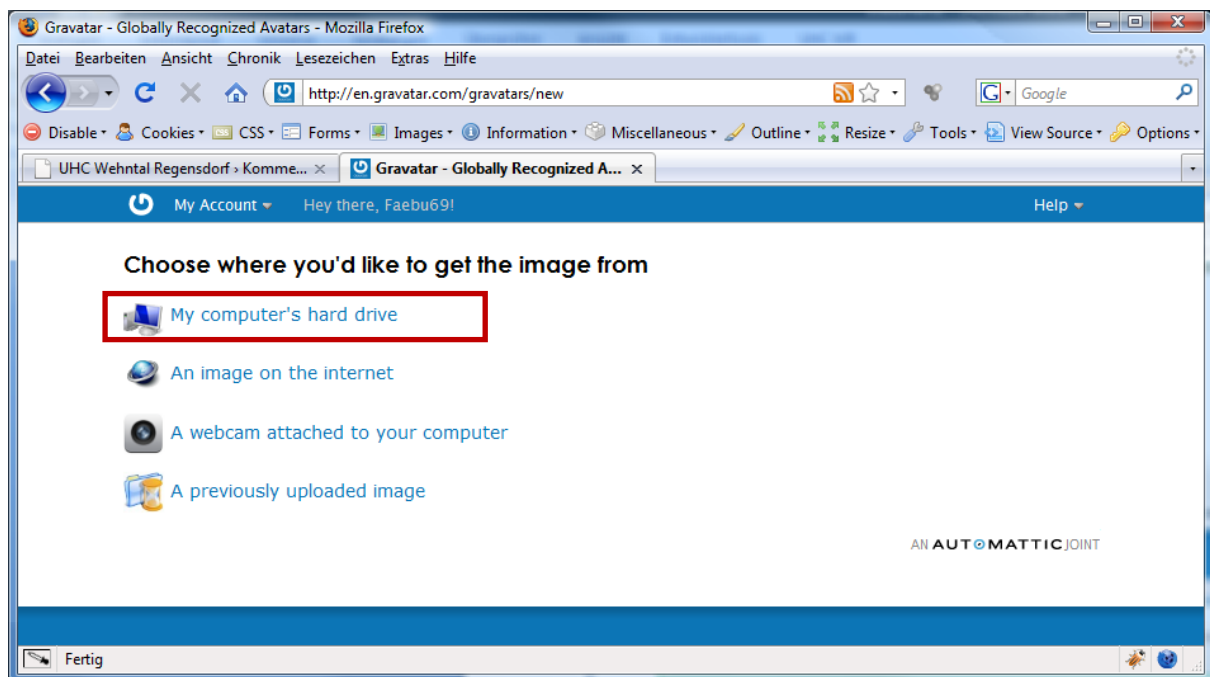 Gravatar - Globally Recognized Avatars - Mozilla Firefox
Datei Bearbeiten Ansicht Chronik Lesezeichen Extras Hilfe
http://en.gravatar.com/gravatars/new G Google
Disable Cookies CSS Forms Images Information Miscellaneous Outline Resize Tools View Source Options
UHC Wehntal Regensdorf › Komme... Gravatar - Globally Recognized A...
My Account Hey there, Faebu69! Help
Choose where you'd like to get the image from
My computer's hard drive
An image on the internet
A webcam attached to your computer
A previously uploaded image
AN AUTOMATTIC JOINT
Fertig